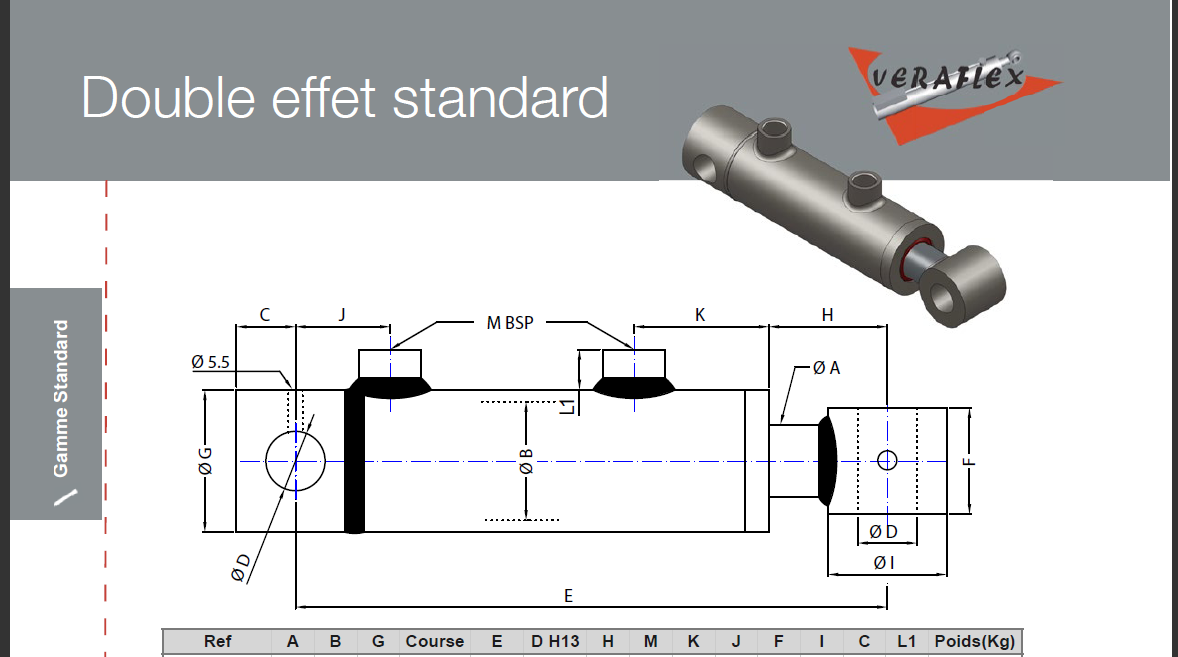 Double effet standard
VERAFLEX
Gamme Standard
C
J
M BSP
K
H
Ø 5.5
Ø A
L1
Ø G
Ø B
F
Ø D
Ø D
Ø I
E
Ref A B G Course E D H13 H M K J F I C L1 Poids(Kg)